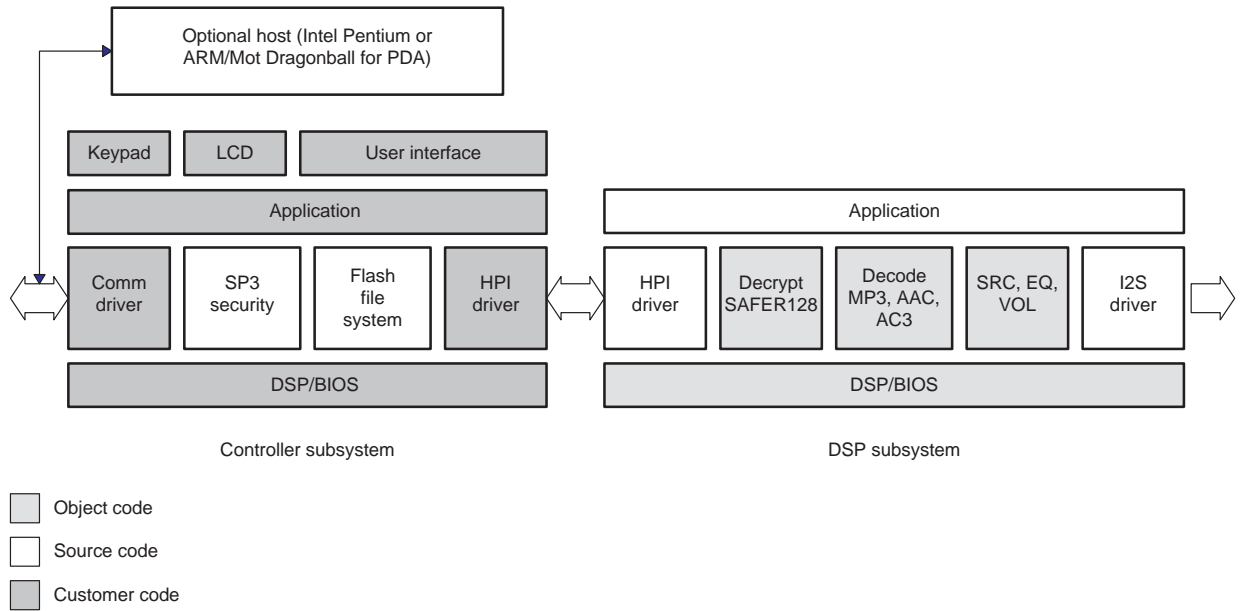 Optional host (Intel Pentium or
ARM/Mot Dragonball for PDA)
Keypad
LCD
User interface
Application
Application
Comm
driver
SP3
security
Flash
file
system
HPI
driver
HPI
driver
Decrypt
SAFER128
Decode
MP3, AAC,
AC3
SRC, EQ,
VOL
I2S
driver
DSP/BIOS
DSP/BIOS
Controller subsystem
DSP subsystem
Object code
Source code
Customer code